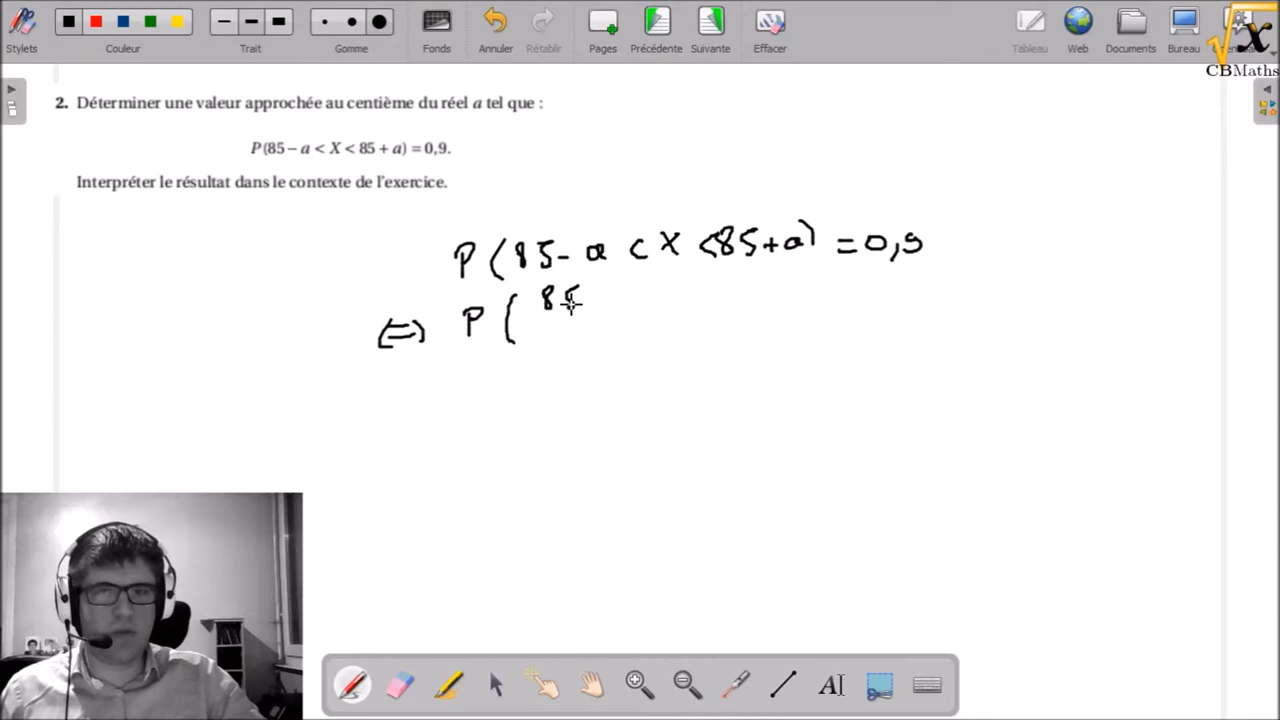 Stylets Couleur Trait Gomme Fonds Annuler Rétablir Pages Précédente Suivante Effacer Tableau Web Documents Bureau
CBMaths
2. Déterminer une valeur approchée au centième du réel a tel que :
P(85 − a < X < 85 + a) = 0,9.
Interpréter le résultat dans le contexte de l'exercice.
P(85 - a < X < 85 + a) = 0,9
⇔ P ( 85